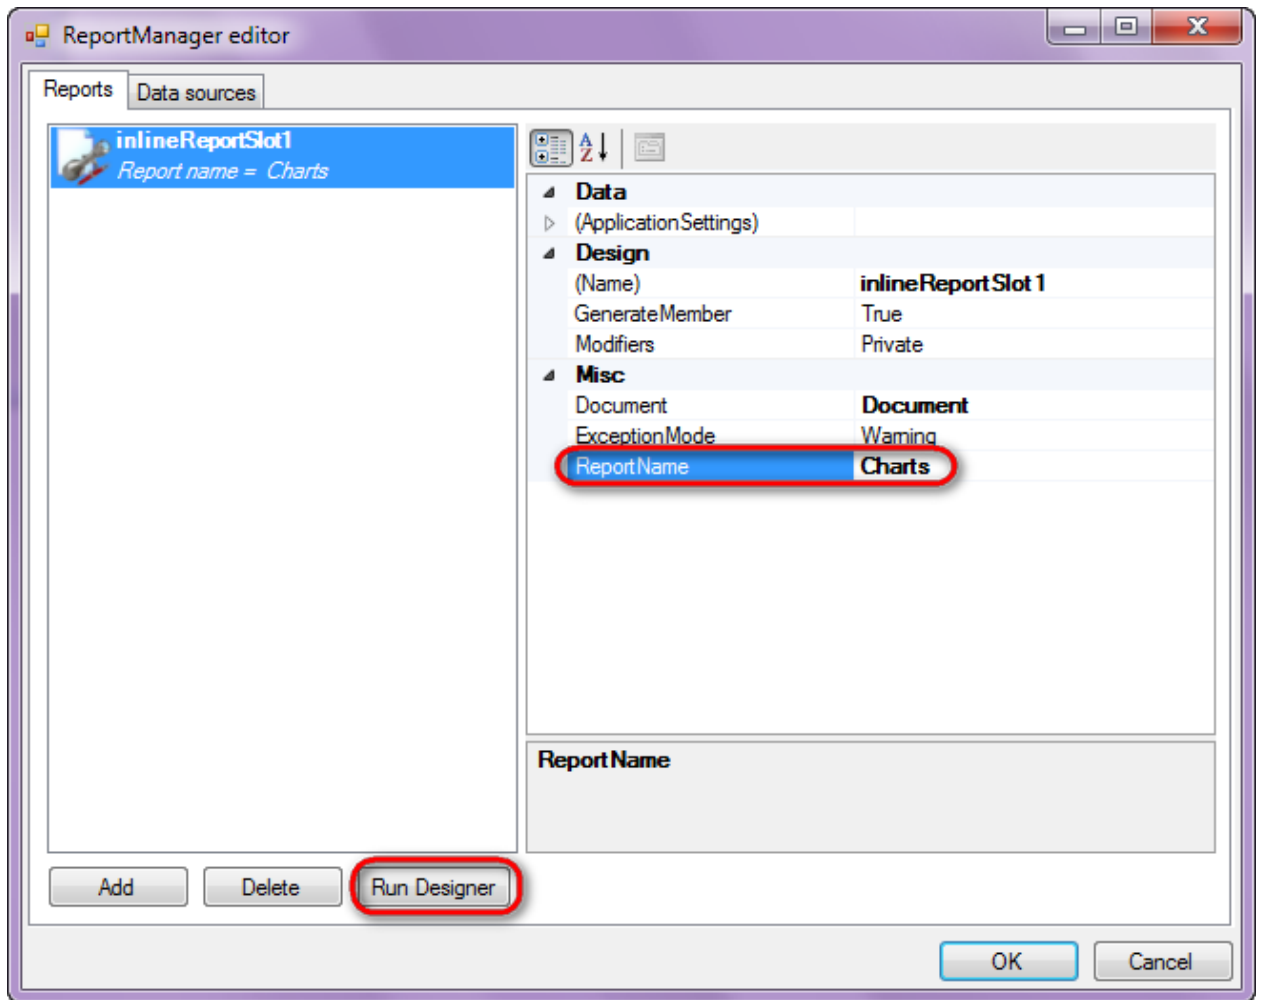 ReportManager editor
Reports
Data sources
inlineReportSlot1
Report name = Charts
Data
(ApplicationSettings)
Design
(Name) inlineReportSlot1
GenerateMember True
Modifiers Private
Misc
Document Document
ExceptionMode Warning
ReportName Charts
ReportName
Add
Delete
Run Designer
OK
Cancel